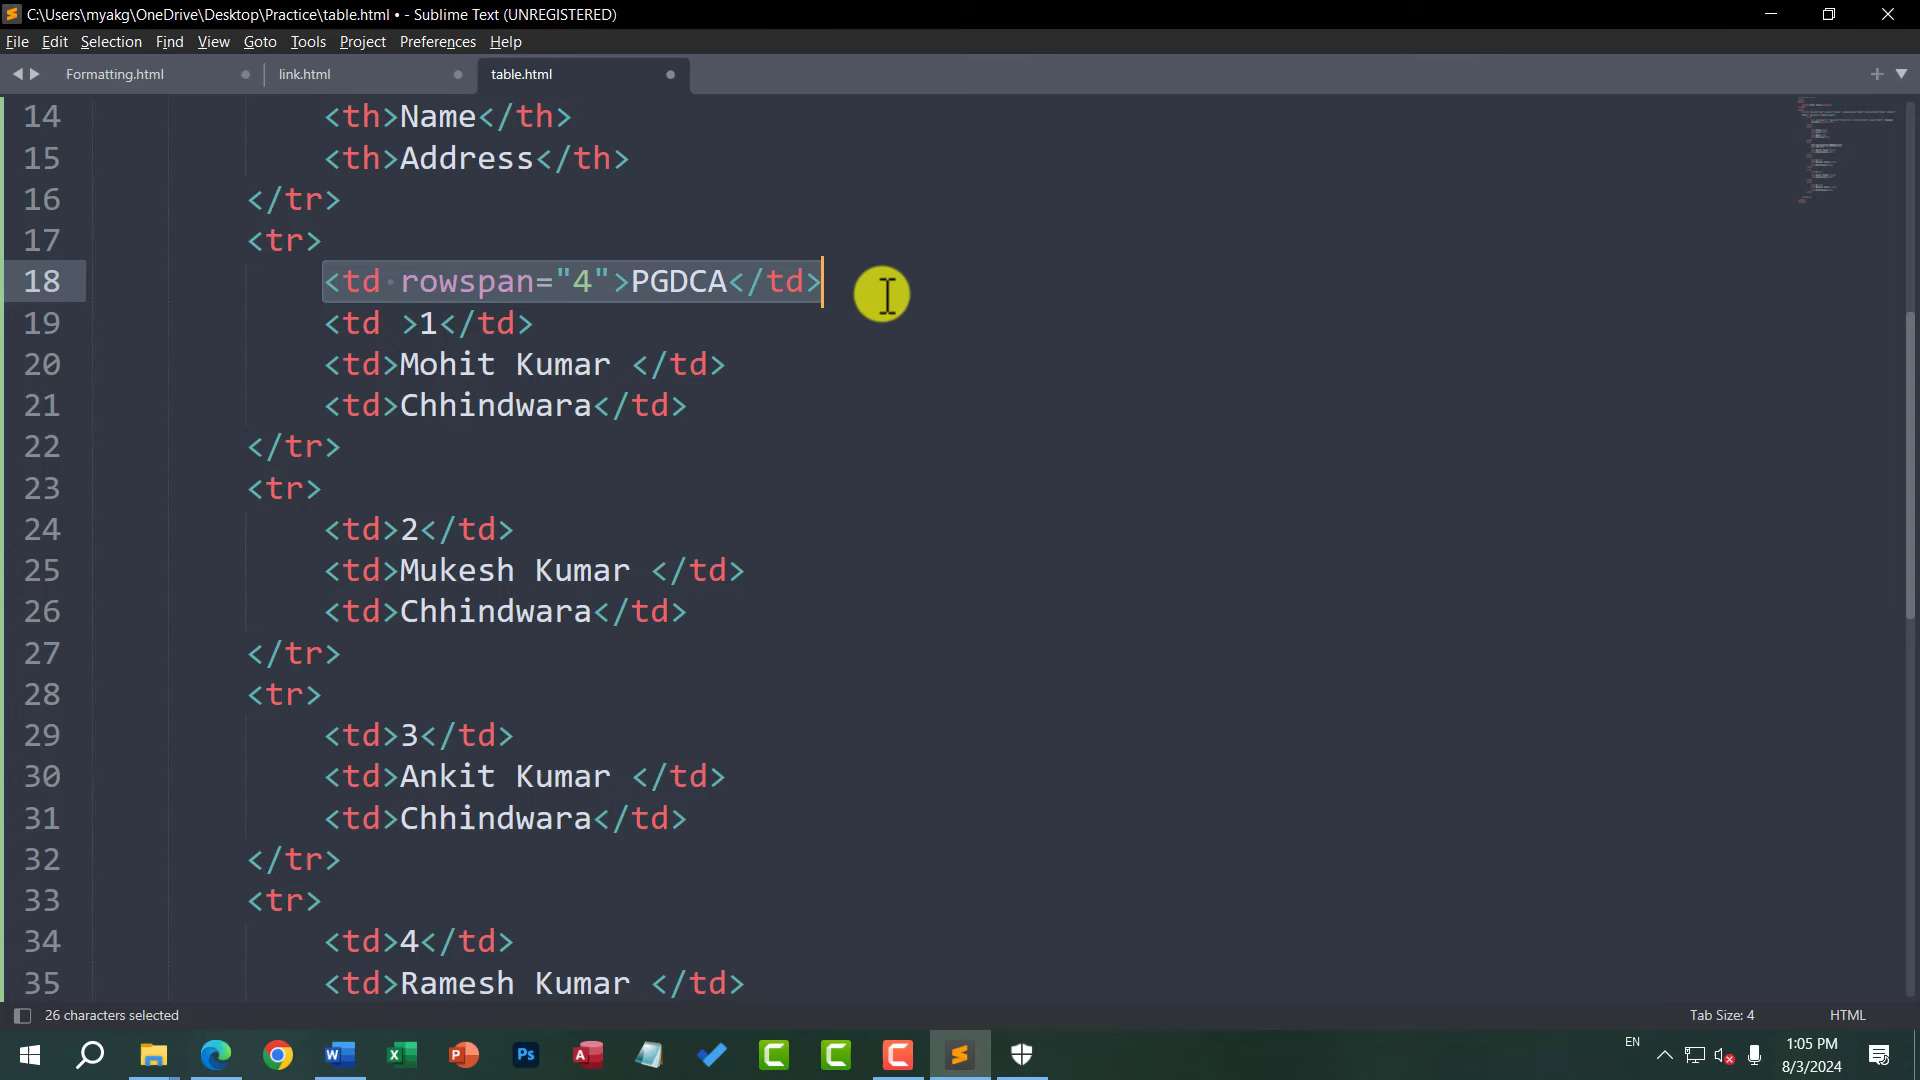 C:\Users\myakg\OneDrive\Desktop\Practice\table.html • - Sublime Text (UNREGISTERED)
File Edit Selection Find View Goto Tools Project Preferences Help
Formatting.html link.html table.html
14 <th>Name</th>
15 <th>Address</th>
16 </tr>
17 <tr>
18 <td rowspan="4">PGDCA</td>
19 <td >1</td>
20 <td>Mohit Kumar </td>
21 <td>Chhindwara</td>
22 </tr>
23 <tr>
24 <td>2</td>
25 <td>Mukesh Kumar </td>
26 <td>Chhindwara</td>
27 </tr>
28 <tr>
29 <td>3</td>
30 <td>Ankit Kumar </td>
31 <td>Chhindwara</td>
32 </tr>
33 <tr>
34 <td>4</td>
35 <td>Ramesh Kumar </td>
26 characters selected Tab Size: 4 HTML
EN 1:05 PM
8/3/2024